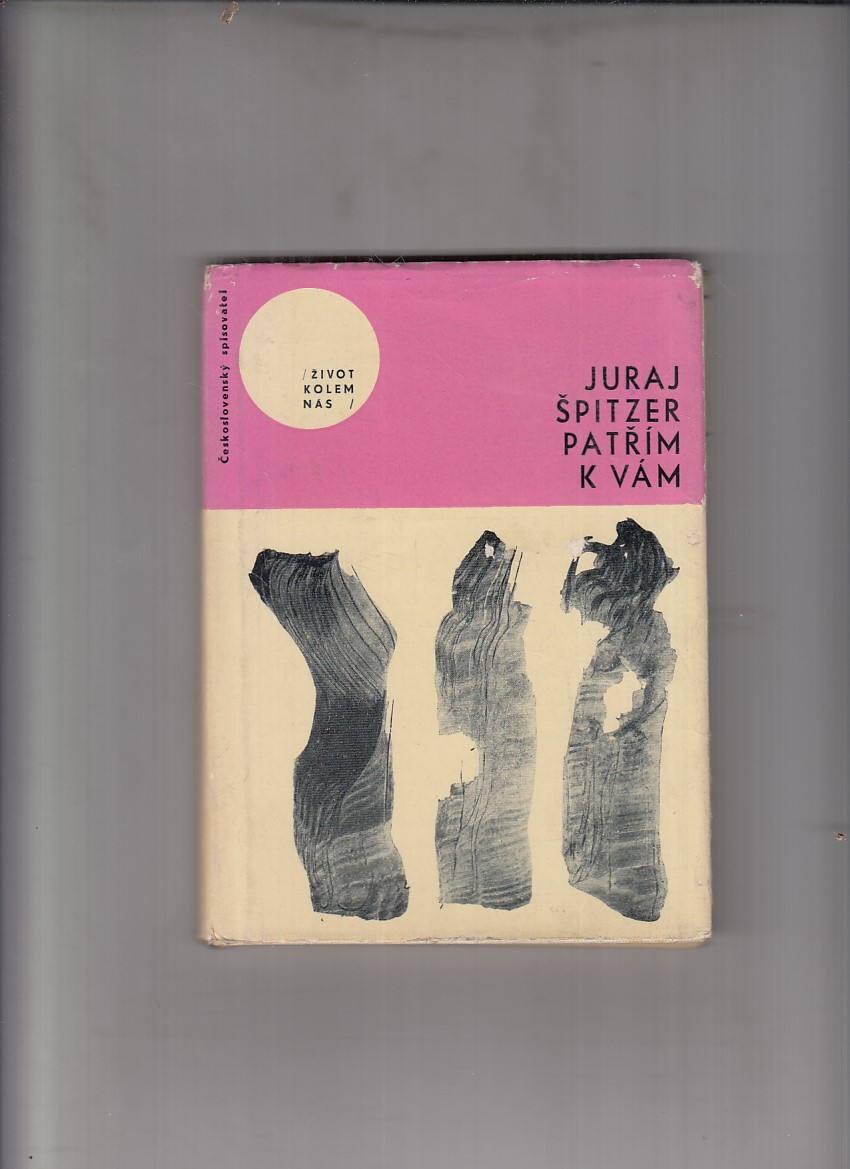 Československý spisovatel
/ŽIVOT
KOLEM
NÁS /
JURAJ
ŠPITZER
PATŘÍM
K VÁM